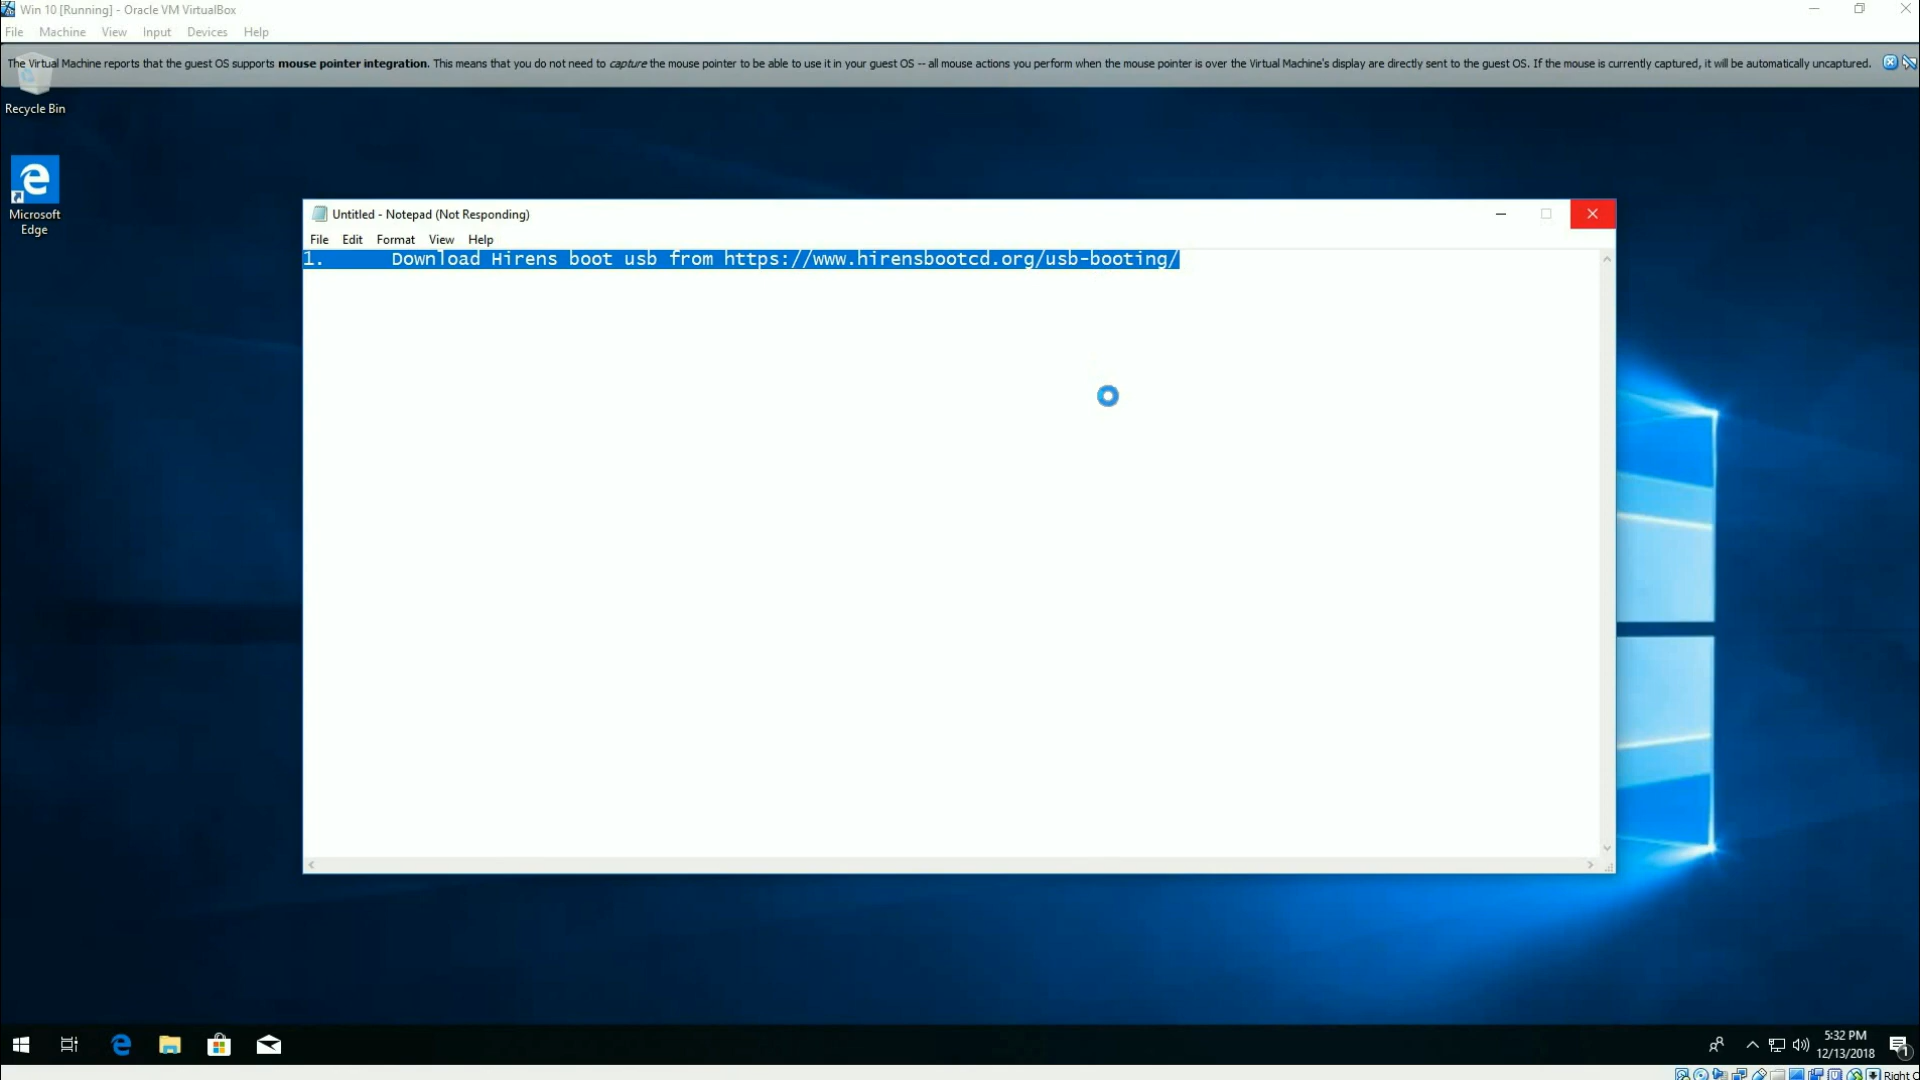 Win 10 [Running] - Oracle VM VirtualBox
File Machine View Input Devices Help
The Virtual Machine reports that the guest OS supports mouse pointer integration. This means that you do not need to capture the mouse pointer to be able to use it in your guest OS -- all mouse actions you perform when the mouse pointer is over the Virtual Machine's display are directly sent to the guest OS. If the mouse is currently captured, it will be automatically uncaptured.
Recycle Bin
Microsoft
Edge
Untitled - Notepad (Not Responding)
File Edit Format View Help
1. Download Hirens boot usb from https://www.hirensbootcd.org/usb-booting/
5:32 PM
12/13/2018
1
Right C